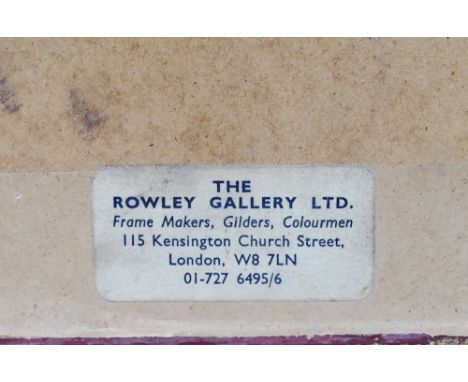 THE
ROWLEY GALLERY LTD.
Frame Makers, Gilders, Colourmen
115 Kensington Church Street,
London, W8 7LN
01-727 6495/6